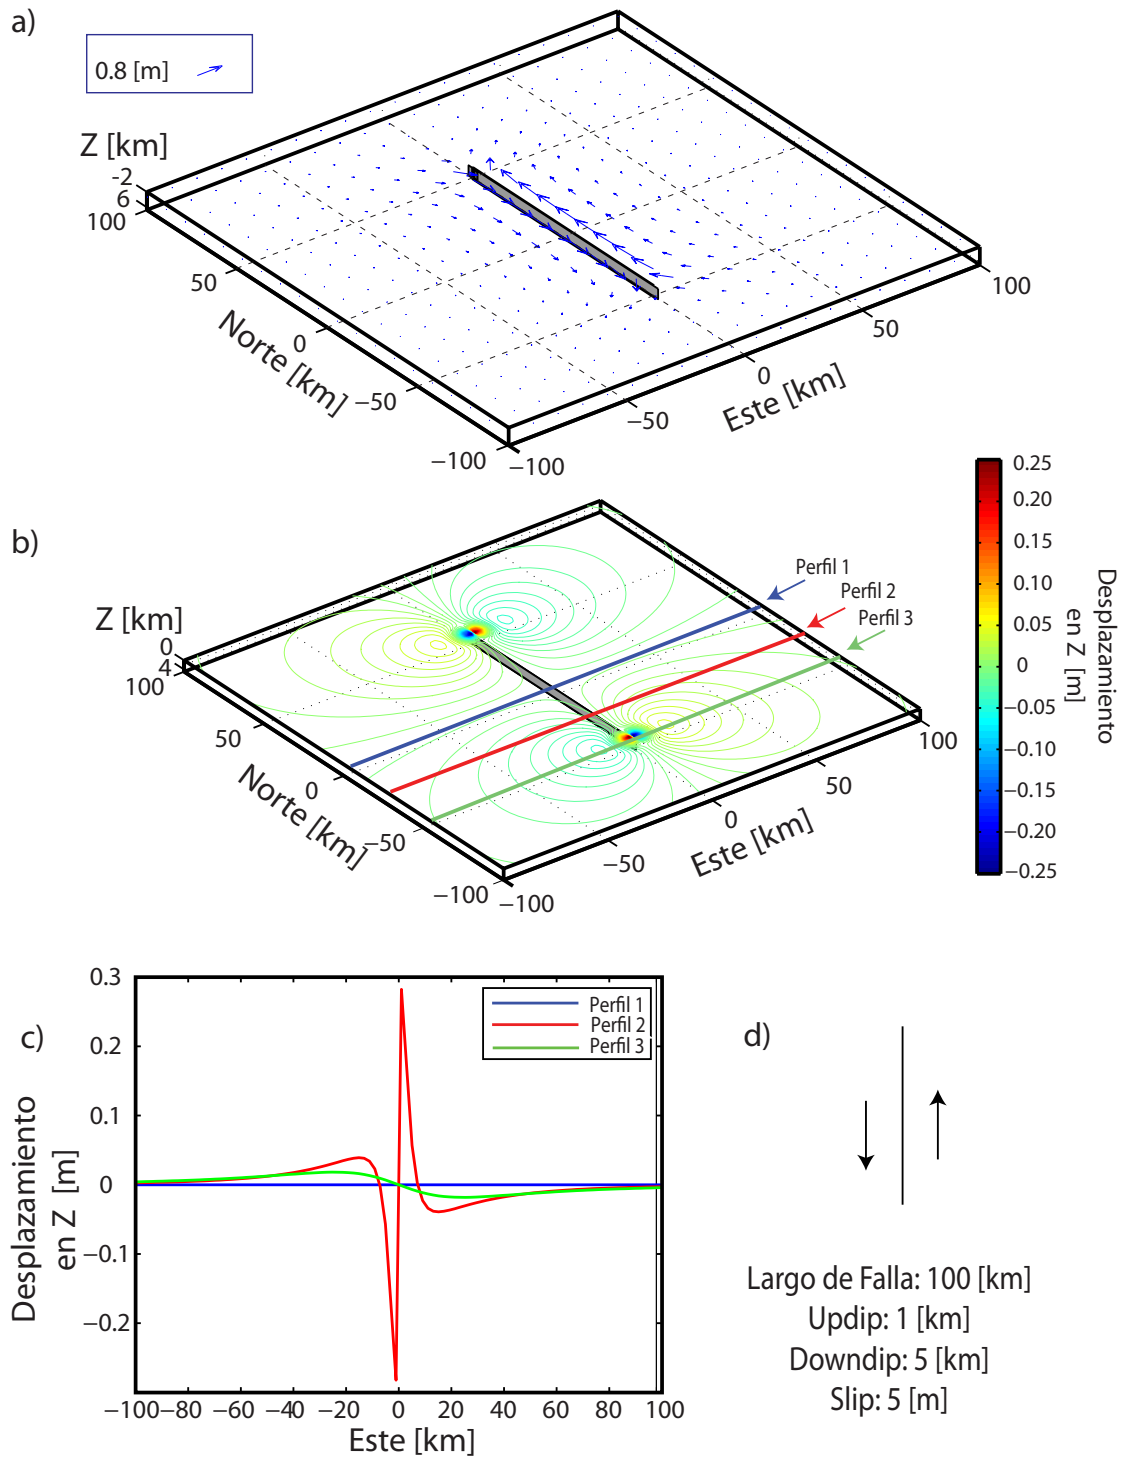 a)
0.8 [m]
Z [km]
-2
6
100
50
0
−50
−100
Norte [km]
−100
−50
0
50
100
Este [km]
b)
Perfil 1
Perfil 2
Perfil 3
Z [km]
0
4
100
50
0
−50
−100
Norte [km]
−100
−50
0
50
100
Este [km]
0.25
0.20
0.15
0.10
0.05
0
−0.05
−0.10
−0.15
−0.20
−0.25
Desplazamiento
en Z [m]
c)
0.3
0.2
0.1
0
−0.1
−0.2
Desplazamiento
en Z [m]
Perfil 1
Perfil 2
Perfil 3
−100 −80 −60 −40 −20 0 20 40 60 80 100
Este [km]
d)
Largo de Falla: 100 [km]
Updip: 1 [km]
Downdip: 5 [km]
Slip: 5 [m]